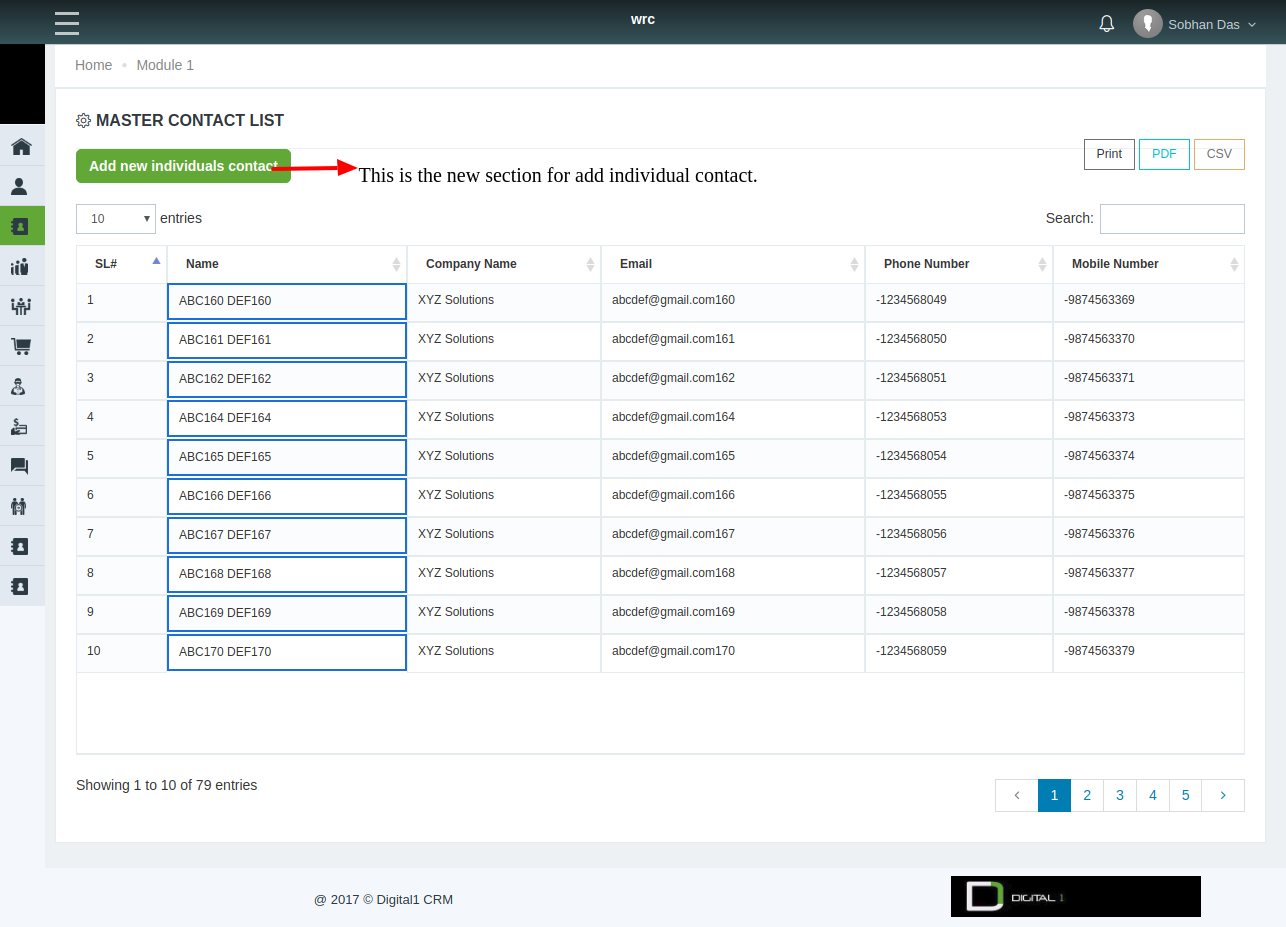 wrc
Sobhan Das
Home Module 1
MASTER CONTACT LIST
Add new individuals contact
This is the new section for add individual contact.
Print PDF CSV
10 entries
Search:
SL# Name Company Name Email Phone Number Mobile Number
1 ABC160 DEF160 XYZ Solutions abcdef@gmail.com160 -1234568049 -9874563369
2 ABC161 DEF161 XYZ Solutions abcdef@gmail.com161 -1234568050 -9874563370
3 ABC162 DEF162 XYZ Solutions abcdef@gmail.com162 -1234568051 -9874563371
4 ABC164 DEF164 XYZ Solutions abcdef@gmail.com164 -1234568053 -9874563373
5 ABC165 DEF165 XYZ Solutions abcdef@gmail.com165 -1234568054 -9874563374
6 ABC166 DEF166 XYZ Solutions abcdef@gmail.com166 -1234568055 -9874563375
7 ABC167 DEF167 XYZ Solutions abcdef@gmail.com167 -1234568056 -9874563376
8 ABC168 DEF168 XYZ Solutions abcdef@gmail.com168 -1234568057 -9874563377
9 ABC169 DEF169 XYZ Solutions abcdef@gmail.com169 -1234568058 -9874563378
10 ABC170 DEF170 XYZ Solutions abcdef@gmail.com170 -1234568059 -9874563379
Showing 1 to 10 of 79 entries
1 2 3 4 5
@ 2017 © Digital1 CRM
DIGITAL 1